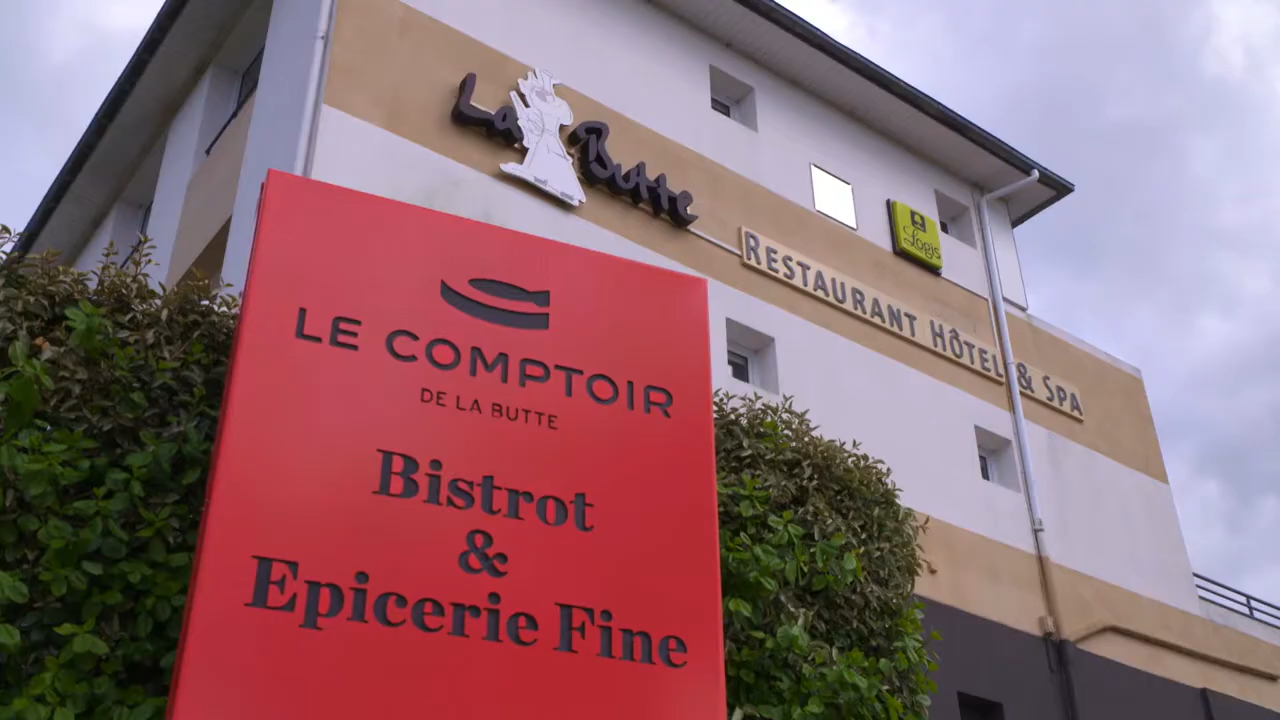 La Butte
RESTAURANT HÔTEL & SPA
Logis
LE COMPTOIR
DE LA BUTTE
Bistrot
&
Epicerie Fine